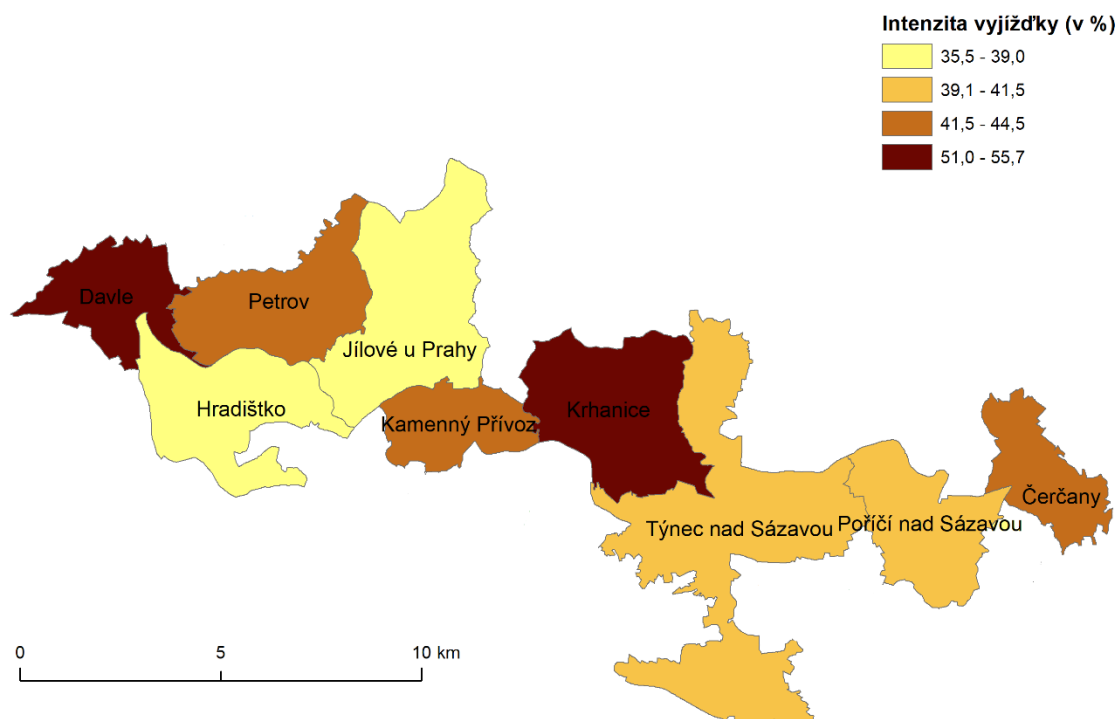 Intenzita vyjížďky (v %)
35,5 - 39,0
39,1 - 41,5
41,5 - 44,5
51,0 - 55,7
Davle
Petrov
Jílové u Prahy
Hradištko
Kamenný Přívoz
Krhanice
Čerčany
Týnec nad Sázavou
Poříčí nad Sázavou
0 5 10 km